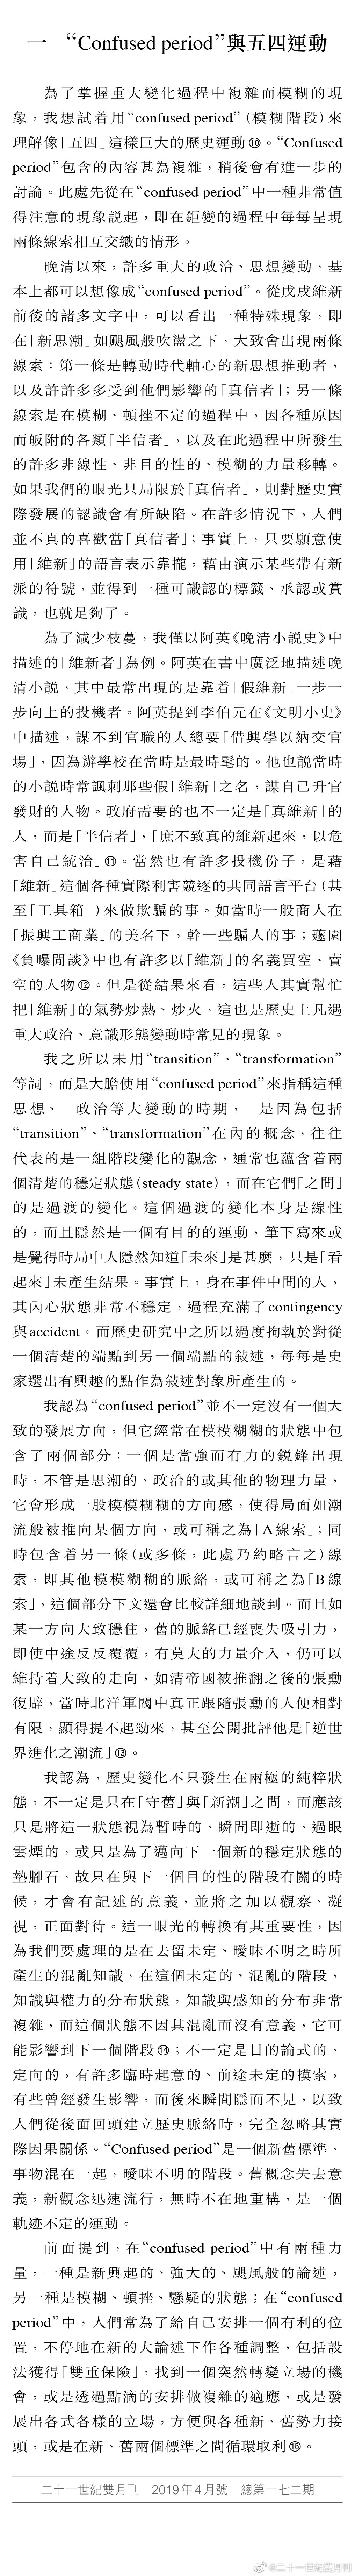 一 “Confused period”與五四運動
為了掌握重大變化過程中複雜而模糊的現
象，我想試着用“confused period”（模糊階段）來
理解像「五四」這樣巨大的歷史運動⑩。“Confused
period”包含的內容甚為複雜，稍後會有進一步的
討論。此處先從在“confused period”中一種非常值
得注意的現象說起，即在鉅變的過程中每每呈現
兩條線索相互交織的情形。
晚清以來，許多重大的政治、思想變動，基
本上都可以想像成“confused period”。從戊戌維新
前後的諸多文字中，可以看出一種特殊現象，即
在「新思潮」如颶風般吹盪之下，大致會出現兩條
線索：第一條是轉動時代軸心的新思想推動者，
以及許許多多受到他們影響的「真信者」；另一條
線索是在模糊、頓挫不定的過程中，因各種原因
而皈附的各類「半信者」，以及在此過程中所發生
的許多非線性、非目的性的、模糊的力量移轉。
如果我們的眼光只局限於「真信者」，則對歷史實
際發展的認識會有所缺陷。在許多情況下，人們
並不真的喜歡當「真信者」；事實上，只要願意使
用「維新」的語言表示靠攏，藉由演示某些帶有新
派的符號，並得到一種可識認的標籤、承認或賞
識，也就足夠了。
為了減少枝蔓，我僅以阿英《晚清小說史》中
描述的「維新者」為例。阿英在書中廣泛地描述晚
清小說，其中最常出現的是靠着「假維新」一步一
步向上的投機者。阿英提到李伯元在《文明小史》
中描述，謀不到官職的人總要「借興學以納交官
場」，因為辦學校在當時是最時髦的。他也說當時
的小說時常諷刺那些假「維新」之名，謀自己升官
發財的人物。政府需要的也不一定是「真維新」的
人，而是「半信者」，「庶不致真的維新起來，以危
害自己統治」⑪。當然也有許多投機份子，是藉
「維新」這個各種實際利害競逐的共同語言平台（甚
至「工具箱」）來做欺騙的事。如當時一般商人在
「振興工商業」的美名下，幹一些騙人的事；蘧園
《負曝閒談》中也有許多以「維新」的名義買空、賣
空的人物⑫。但是從結果來看，這些人其實幫忙
把「維新」的氣勢炒熱、炒火，這也是歷史上凡遇
重大政治、意識形態變動時常見的現象。
我之所以未用“transition”、“transformation”
等詞，而是大膽使用“confused period”來指稱這種
思想、 政治等大變動的時期， 是因為包括
“transition”、“transformation”在內的概念，往往
代表的是一組階段變化的觀念，通常也蘊含着兩
個清楚的穩定狀態（steady state），而在它們「之間」
的是過渡的變化。這個過渡的變化本身是線性
的，而且隱然是一個有目的的運動，筆下寫來或
是覺得時局中人隱然知道「未來」是甚麼，只是「看
起來」未產生結果。事實上，身在事件中間的人，
其內心狀態非常不穩定，過程充滿了contingency
與accident。而歷史研究中之所以過度拘執於對從
一個清楚的端點到另一個端點的敍述，每每是史
家選出有興趣的點作為敍述對象所產生的。
我認為“confused period”並不一定沒有一個大
致的發展方向，但它經常在模模糊糊的狀態中包
含了兩個部分：一個是當強而有力的銳鋒出現
時，不管是思潮的、政治的或其他的物理力量，
它會形成一股模模糊糊的方向感，使得局面如潮
流般被推向某個方向，或可稱之為「A線索」；同
時包含着另一條（或多條，此處乃約略言之）線
索，即其他模模糊糊的脈絡，或可稱之為「B線
索」，這個部分下文還會比較詳細地談到。而且如
某一方向大致穩住，舊的脈絡已經喪失吸引力，
即使中途反反覆覆，有莫大的力量介入，仍可以
維持着大致的走向，如清帝國被推翻之後的張勳
復辟，當時北洋軍閥中真正跟隨張勳的人便相對
有限，顯得提不起勁來，甚至公開批評他是「逆世
界進化之潮流」⑬。
我認為，歷史變化不只發生在兩極的純粹狀
態，不一定是只在「守舊」與「新潮」之間，而應該
只是將這一狀態視為暫時的、瞬間即逝的、過眼
雲煙的，或只是為了邁向下一個新的穩定狀態的
墊腳石，故只在與下一個目的性的階段有關的時
候，才會有記述的意義，並將之加以觀察、凝
視，正面對待。這一眼光的轉換有其重要性，因
為我們要處理的是在去留未定、曖昧不明之時所
產生的混亂知識，在這個未定的、混亂的階段，
知識與權力的分布狀態，知識與感知的分布非常
複雜，而這個狀態不因其混亂而沒有意義，它可
能影響到下一個階段⑭；不一定是目的論式的、
定向的，有許多臨時起意的、前途未定的摸索，
有些曾經發生影響，而後來瞬間隱而不見，以致
人們從後面回頭建立歷史脈絡時，完全忽略其實
際因果關係。“Confused period”是一個新舊標準、
事物混在一起，曖昧不明的階段。舊概念失去意
義，新觀念迅速流行，無時不在地重構，是一個
軌迹不定的運動。
前面提到，在“confused period”中有兩種力
量，一種是新興起的、強大的、颶風般的論述，
另一種是模糊、頓挫、懸疑的狀態；在“confused
period”中，人們常為了給自己安排一個有利的位
置，不停地在新的大論述下作各種調整，包括設
法獲得「雙重保險」，找到一個突然轉變立場的機
會，或是透過點滴的安排做複雜的適應，或是發
展出各式各樣的立場，方便與各種新、舊勢力接
頭，或是在新、舊兩個標準之間循環取利⑮。
二十一世紀雙月刊 2019年4月號 總第一七二期
@二十一世紀雙月刊